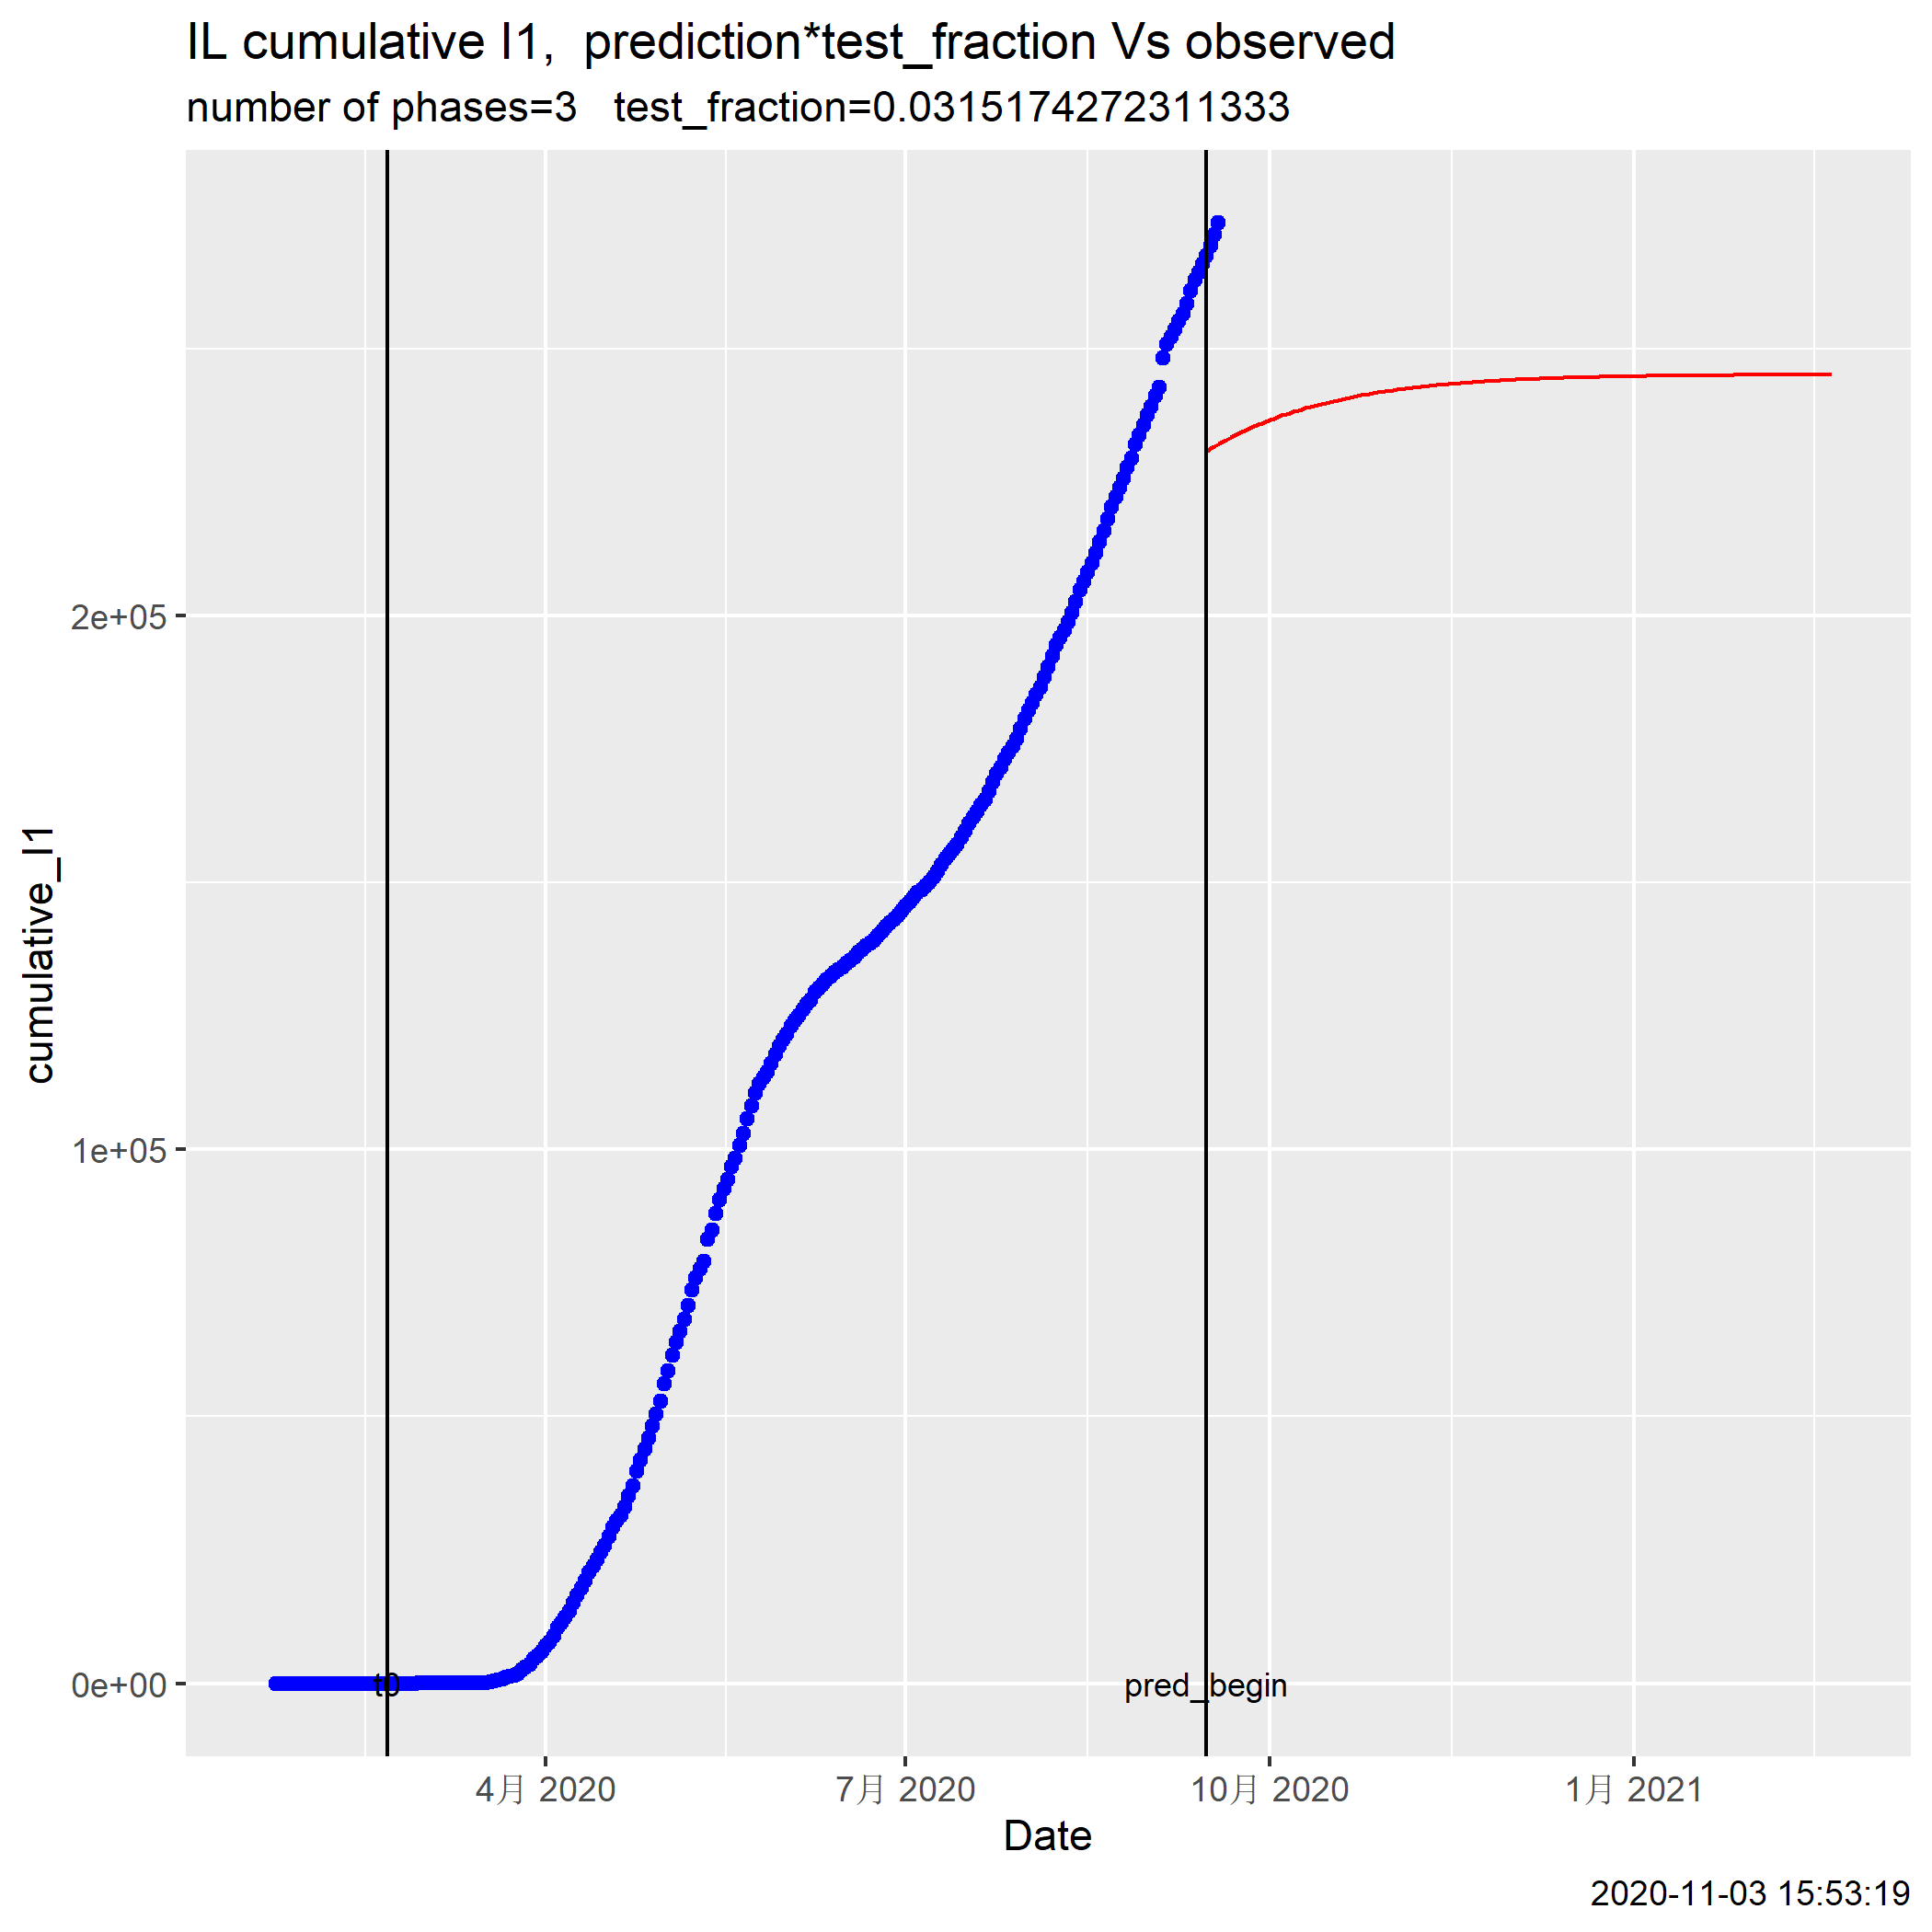 IL cumulative I1,  prediction*test_fraction Vs observed
number of phases=3   test_fraction=0.0315174272311333
cumulative_I1
2e+05
1e+05
0e+00
t0
pred_begin
4月 2020
7月 2020
10月 2020
1月 2021
Date
2020-11-03 15:53:19